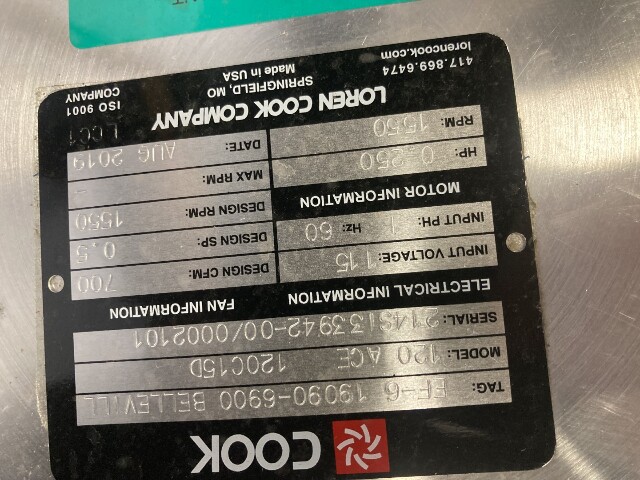 COOK
TAG: EF-6 19090-6900 BELLEVILL
MODEL: 120 ACE 120C15D
SERIAL:
ELECTRICAL INFORMATION
INPUT VOLTAGE: 115
INPUT PH: 1 Hz: 60
MOTOR INFORMATION
HP: 0.250
RPM: 1550
FAN INFORMATION
DESIGN CFM: 700
DESIGN SP: 0.5
DESIGN RPM: 1550
MAX RPM: -
DATE: AUG 2019
LCC1
LOREN COOK COMPANY
SPRINGFIELD, MO
Made in USA
417.869.6474
lorencook.com
ISO 9001
COMPANY